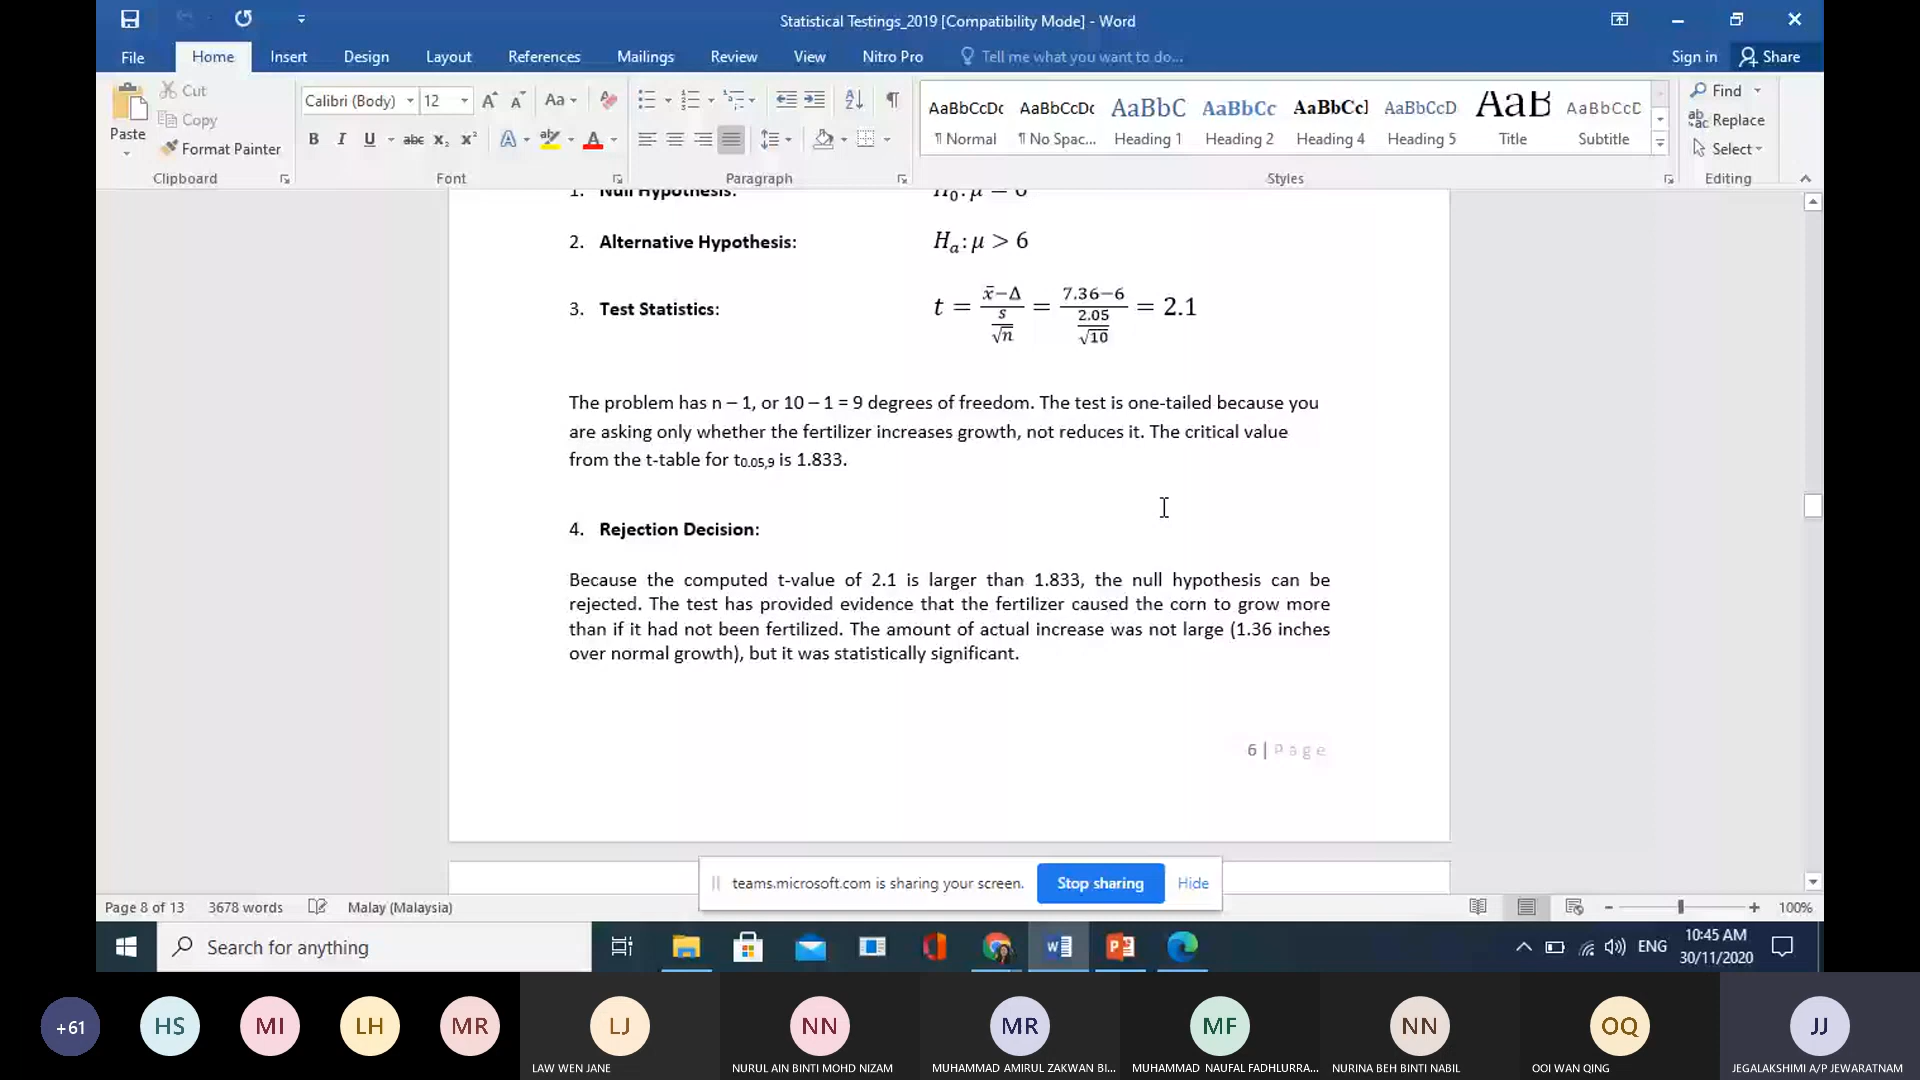 Statistical Testings_2019 [Compatibility Mode] - Word
File Home Insert Design Layout References Mailings Review View Nitro Pro Tell me what you want to do... Sign in Share
Paste
Cut
Copy
Format Painter
Clipboard
Calibri (Body) 12
Font
Paragraph
AaBbCcDc AaBbCcDc AaBbC AaBbCc AaBbCcI AaBbCcD AaB AaBbCcC
¶ Normal ¶ No Spac... Heading 1 Heading 2 Heading 4 Heading 5 Title Subtitle
Styles
Find
Replace
Select
Editing
1. Null Hypothesis: H₀: μ = 6
2. Alternative Hypothesis: Hₐ: μ > 6
3. Test Statistics: t = (x̄−Δ)/(s/√n) = (7.36−6)/(2.05/√10) = 2.1
The problem has n – 1, or 10 – 1 = 9 degrees of freedom. The test is one-tailed because you
are asking only whether the fertilizer increases growth, not reduces it. The critical value
from the t-table for t0.05,9 is 1.833.
4. Rejection Decision:
Because the computed t-value of 2.1 is larger than 1.833, the null hypothesis can be
rejected. The test has provided evidence that the fertilizer caused the corn to grow more
than if it had not been fertilized. The amount of actual increase was not large (1.36 inches
over normal growth), but it was statistically significant.
6 | Page
teams.microsoft.com is sharing your screen. Stop sharing Hide
Page 8 of 13 3678 words Malay (Malaysia) 100%
Search for anything
ENG
10:45 AM
30/11/2020
+61 HS MI LH MR LJ NN MR MF NN OQ JJ
LAW WEN JANE NURUL AIN BINTI MOHD NIZAM MUHAMMAD AMIRUL ZAKWAN BI... MUHAMMAD NAUFAL FADHLURRA... NURINA BEH BINTI NABIL OOI WAN QING JEGALAKSHIMI A/P JEWARATNAM